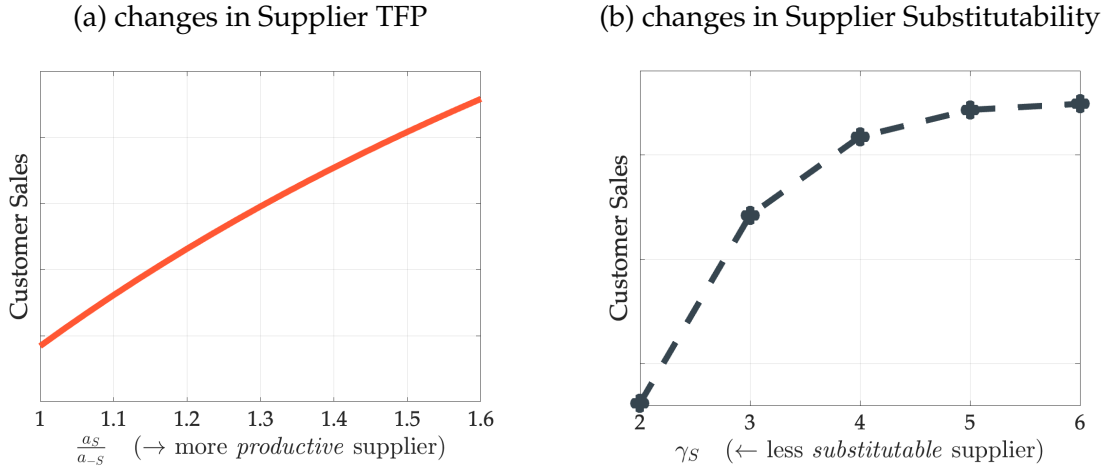 (a) changes in Supplier TFP
Customer Sales
1 1.1 1.2 1.3 1.4 1.5 1.6
a_S / a_{-S} (→ more productive supplier)
(b) changes in Supplier Substitutability
Customer Sales
2 3 4 5 6
γ_S (← less substitutable supplier)